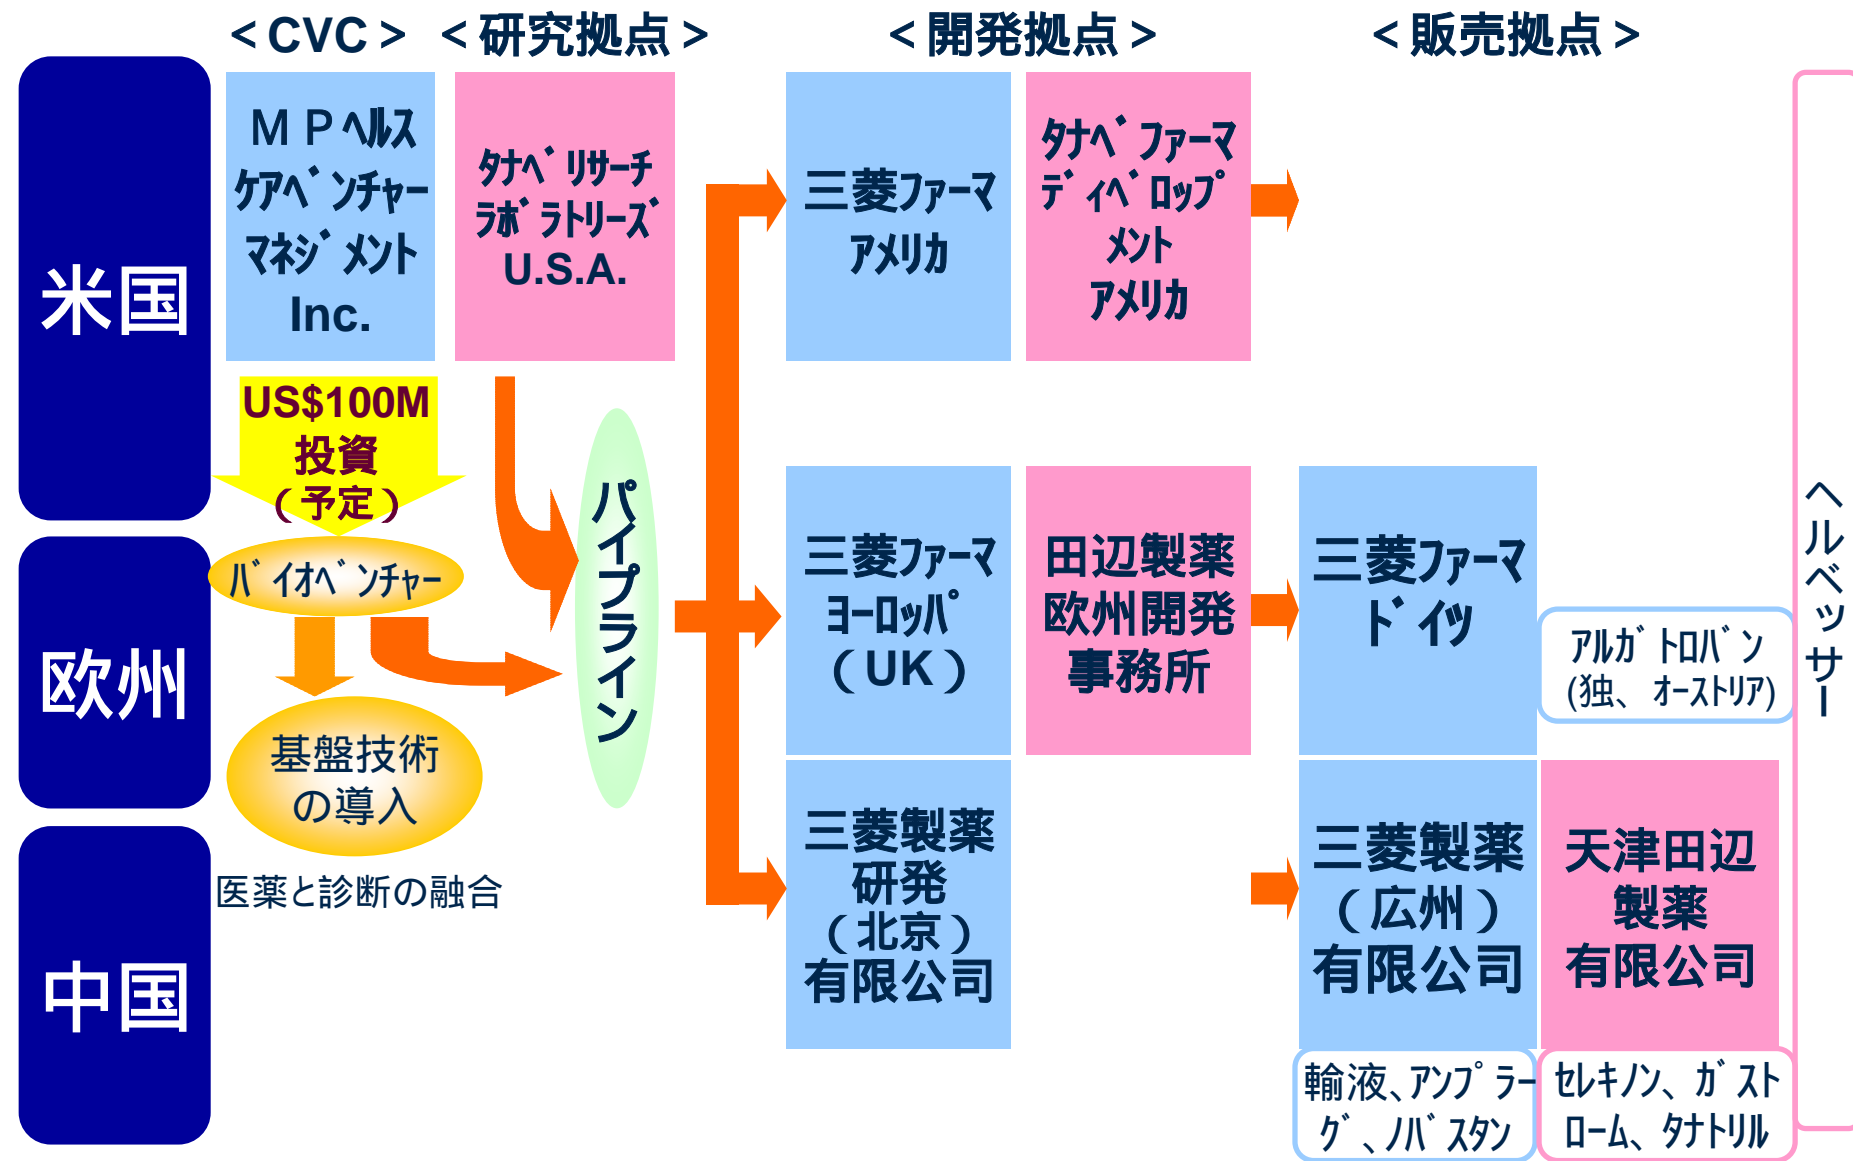 ＜CVC＞
＜研究拠点＞
＜開発拠点＞
＜販売拠点＞
米国
ＭＰﾍﾙｽ
ｹｱﾍﾞﾝﾁｬｰ
ﾏﾈｼﾞﾒﾝﾄ
Inc.
ﾀﾅﾍﾞﾘｻｰﾁ
ﾗﾎﾞﾗﾄﾘｰｽﾞ
U.S.A.
三菱ﾌｧｰﾏ
ｱﾒﾘｶ
ﾀﾅﾍﾞﾌｧｰﾏ
ﾃﾞｨﾍﾞﾛｯﾌﾟ
ﾒﾝﾄ
ｱﾒﾘｶ
US$100M
投資
（予定）
欧州
ﾊﾞｲｵﾍﾞﾝﾁｬｰ
基盤技術
の導入
医薬と診断の融合
パイプライン
三菱ﾌｧｰﾏ
ﾖｰﾛｯﾊﾟ
（UK）
田辺製薬
欧州開発
事務所
三菱ﾌｧｰﾏ
ﾄﾞｲﾂ
ｱﾙｶﾞﾄﾛﾊﾞﾝ
(独、ｵｰｽﾄﾘｱ)
ヘルベッサー
中国
三菱製薬
研発
（北京）
有限公司
三菱製薬
（広州）
有限公司
天津田辺
製薬
有限公司
輸液、ｱﾝﾌﾟﾗｰ
ｸﾞ、ﾉﾊﾞｽﾀﾝ
ｾﾚｷﾉﾝ、ｶﾞｽﾄ
ﾛｰﾑ、ﾀﾅﾄﾘﾙ